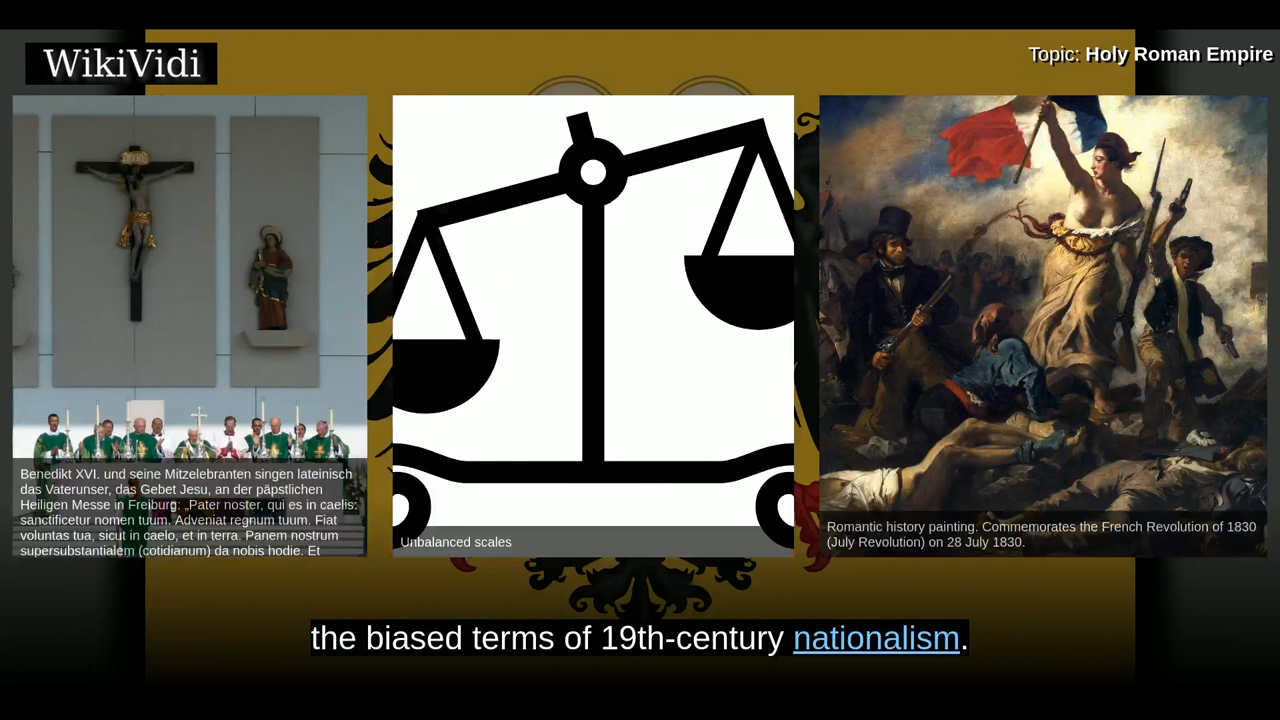 WikiVidi
Topic: Holy Roman Empire
Benedikt XVI. und seine Mitzelebranten singen lateinisch
das Vaterunser, das Gebet Jesu, an der päpstlichen
Heiligen Messe in Freiburg: „Pater noster, qui es in caelis:
sanctificetur nomen tuum. Adveniat regnum tuum. Fiat
voluntas tua, sicut in caelo, et in terra. Panem nostrum
supersubstantialem (cotidianum) da nobis hodie. Et
Unbalanced scales
Romantic history painting. Commemorates the French Revolution of 1830
(July Revolution) on 28 July 1830.
the biased terms of 19th-century nationalism.